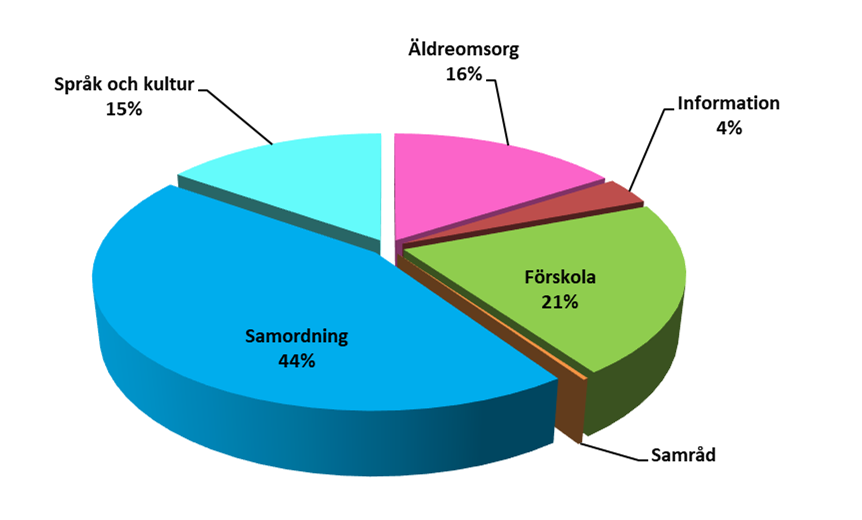 Äldreomsorg
16%
Språk och kultur
15%
Information
4%
Förskola
21%
Samordning
44%
Samråd